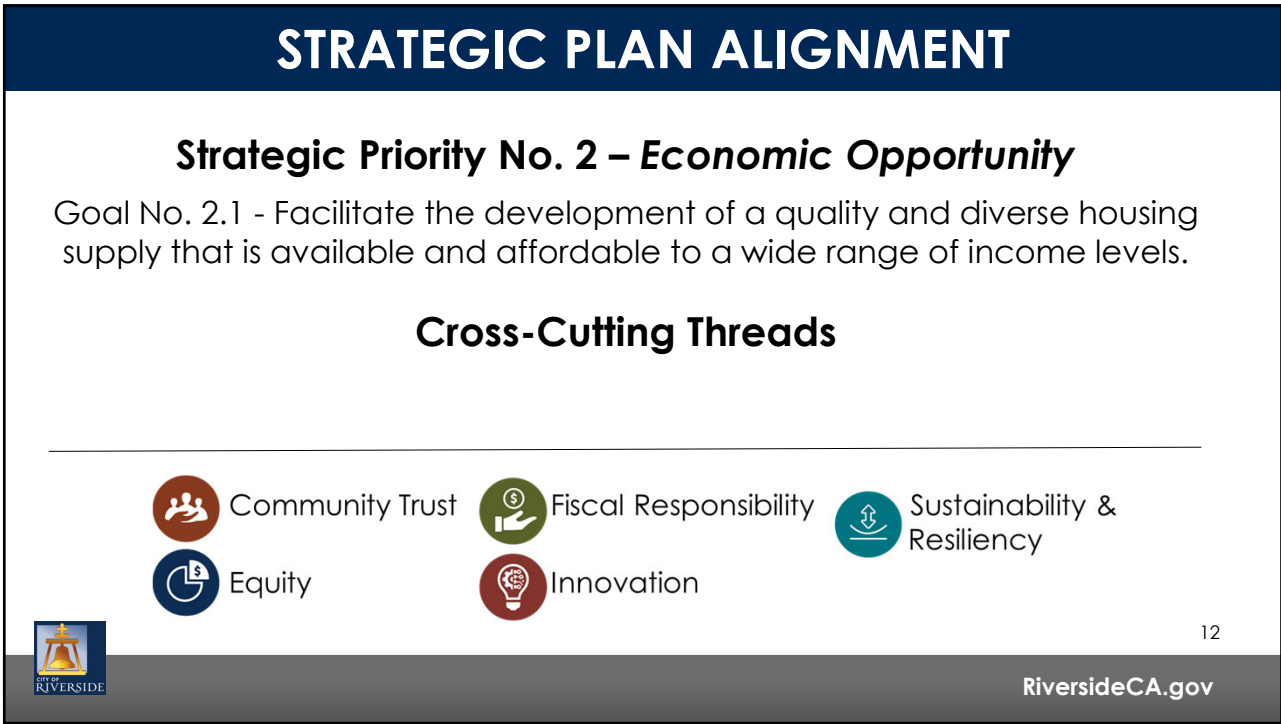 STRATEGIC PLAN ALIGNMENT
Strategic Priority No. 2 – Economic Opportunity
Goal No. 2.1 - Facilitate the development of a quality and diverse housing
supply that is available and affordable to a wide range of income levels.
Cross-Cutting Threads
Community Trust
Fiscal Responsibility
Sustainability &
Resiliency
Equity
Innovation
12
CITY OF
RIVERSIDE
RiversideCA.gov